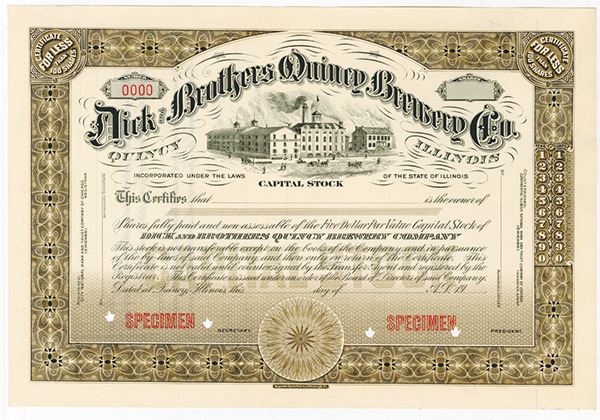 CERTIFICATE
FOR LESS
THAN
100 SHARES
CERTIFICATE
FOR LESS
THAN
100 SHARES
NUMBER
0000
Dick and Brothers Quincy Brewery Co.
QUINCY
ILLINOIS
INCORPORATED UNDER THE LAWS
OF THE STATE OF ILLINOIS
CAPITAL STOCK
This Certifies that
is the owner of
Shares fully paid and non assessable of the Five Dollar Par Value Capital Stock of
DICK AND BROTHERS QUINCY BREWERY COMPANY
This stock is not transferable except on the books of the Company and in pursuance
of the by-laws of said Company, and then only on return of this Certificate. This
Certificate is not valid until countersigned by the Transfer Agent and registered by the
Registrar. This Certificate is issued under an order of the Board of Directors of said Company.
Dated at Quincy, Illinois, this
day of
A.D. 19
SPECIMEN
SPECIMEN
SECRETARY.
PRESIDENT.
COUNTERSIGNED
REGISTRAR